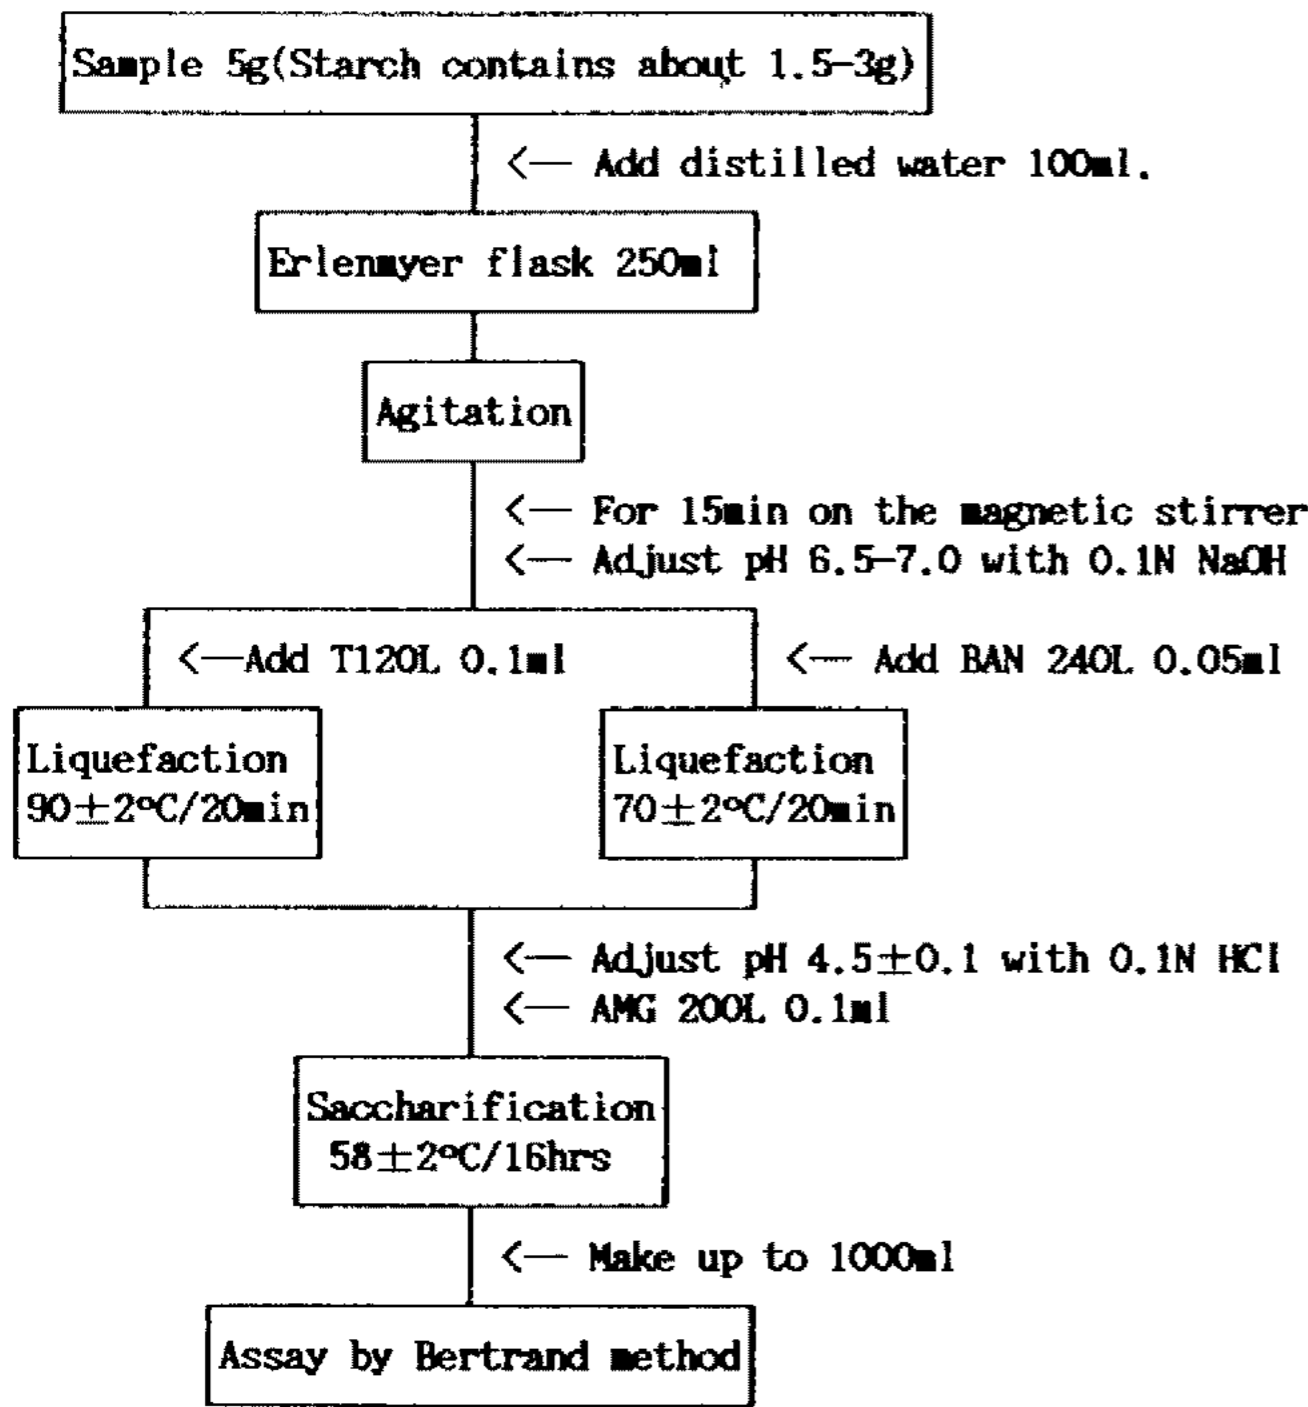 Sample 5g(Starch contains about 1.5-3g)
<— Add distilled water 100ml.
Erlenmyer flask 250ml
Agitation
<— For 15min on the magnetic stirrer
<— Adjust pH 6.5-7.0 with 0.1N NaOH
<—Add T120L 0.1ml
<— Add BAN 240L 0.05ml
Liquefaction
90±2°C/20min
Liquefaction
70±2°C/20min
<— Adjust pH 4.5±0.1 with 0.1N HCl
<— AMG 200L 0.1ml
Saccharification
58±2°C/16hrs
<— Make up to 1000ml
Assay by Bertrand method